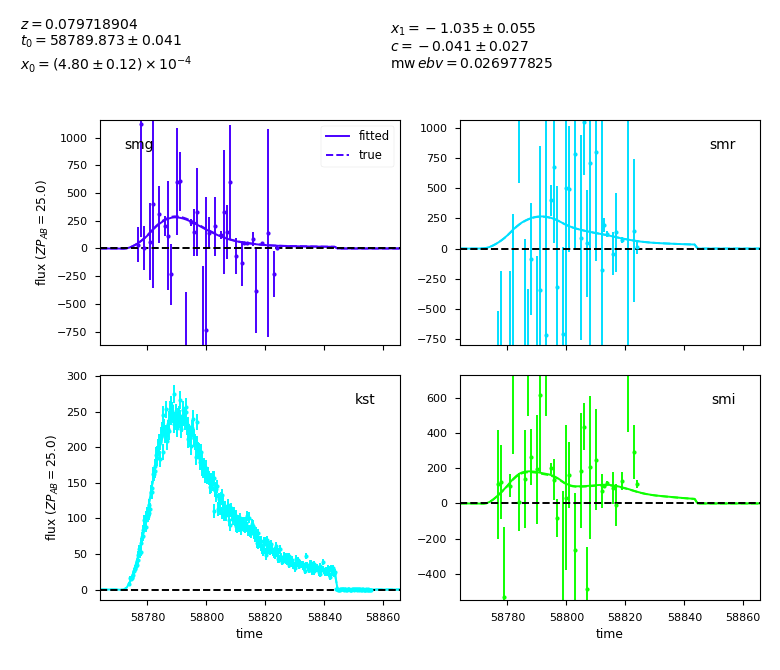 z = 0.079718904
t₀ = 58789.873 ± 0.041
x₀ = (4.80 ± 0.12) × 10⁻⁴
x₁ = −1.035 ± 0.055
c = −0.041 ± 0.027
mw ebv = 0.026977825
smg
fitted
true
1000
750
500
250
0
−250
−500
−750
flux (ZP_AB = 25.0)
smr
1000
750
500
250
0
−250
−500
−750
kst
300
250
200
150
100
50
0
flux (ZP_AB = 25.0)
58780 58800 58820 58840 58860
time
smi
600
400
200
0
−200
−400
58780 58800 58820 58840 58860
time